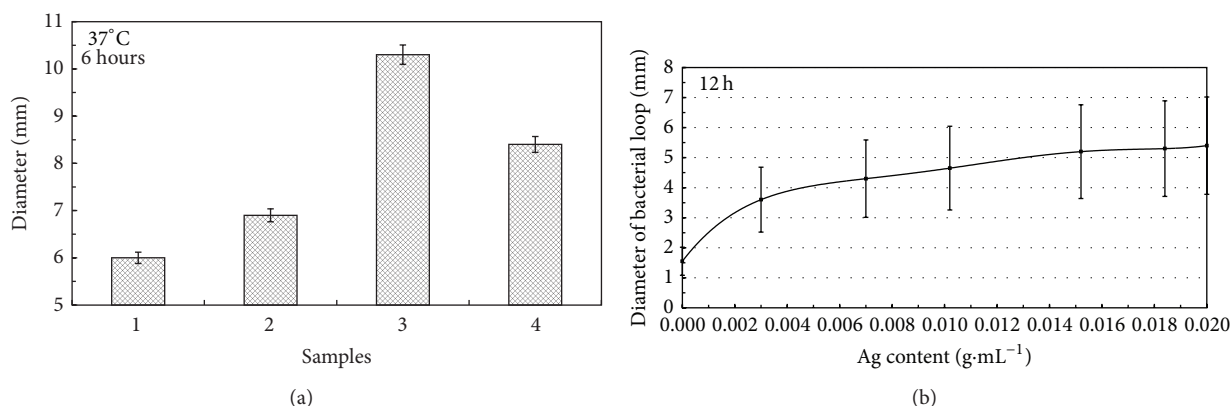 11
10
9
8
7
6
5
37°C
6 hours
Diameter (mm)
1 2 3 4
Samples
(a)
8
7
6
5
4
3
2
1
0
12 h
Diameter of bacterial loop (mm)
0.000 0.002 0.004 0.006 0.008 0.010 0.012 0.014 0.016 0.018 0.020
Ag content (g·mL⁻¹)
(b)